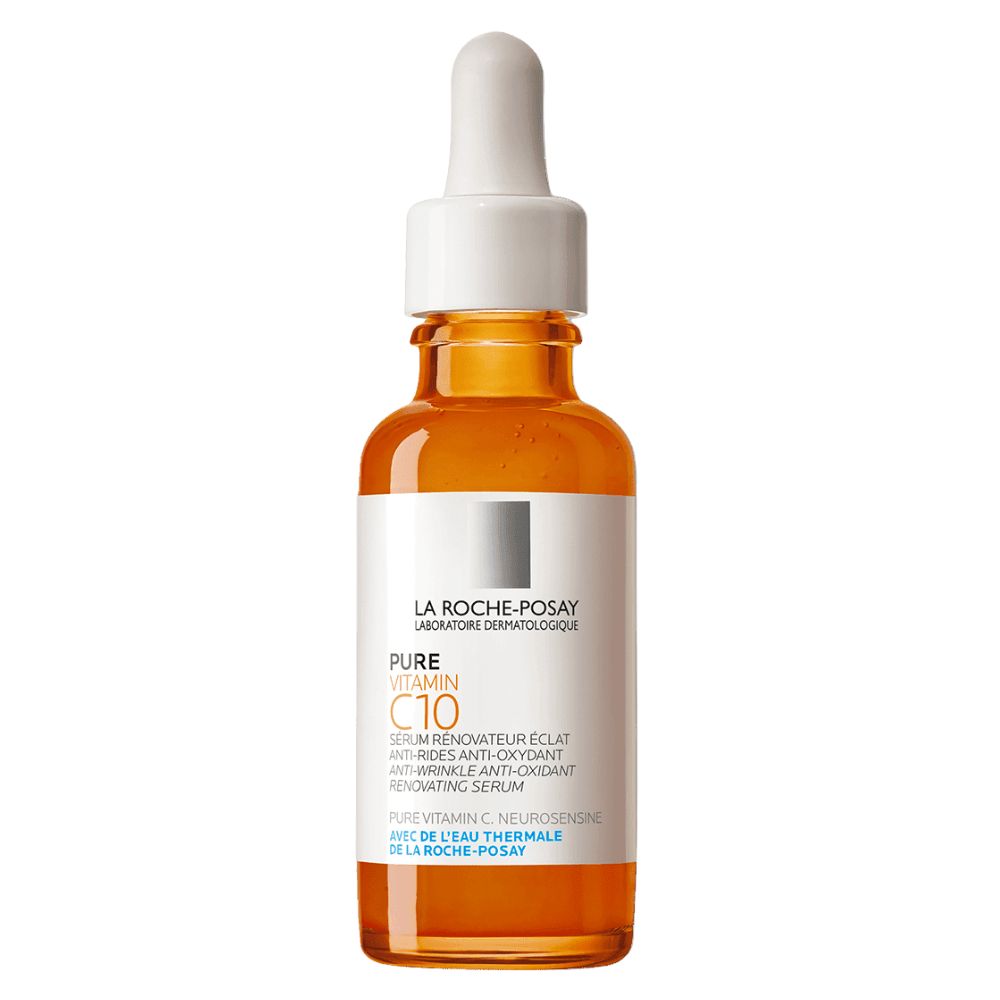 LA ROCHE-POSAY
LABORATOIRE DERMATOLOGIQUE
PURE
VITAMIN
C10
SÉRUM RÉNOVATEUR ÉCLAT
ANTI-RIDES ANTI-OXYDANT
ANTI-WRINKLE ANTI-OXIDANT
RENOVATING SERUM
PURE VITAMIN C. NEUROSENSINE
AVEC DE L'EAU THERMALE
DE LA ROCHE-POSAY